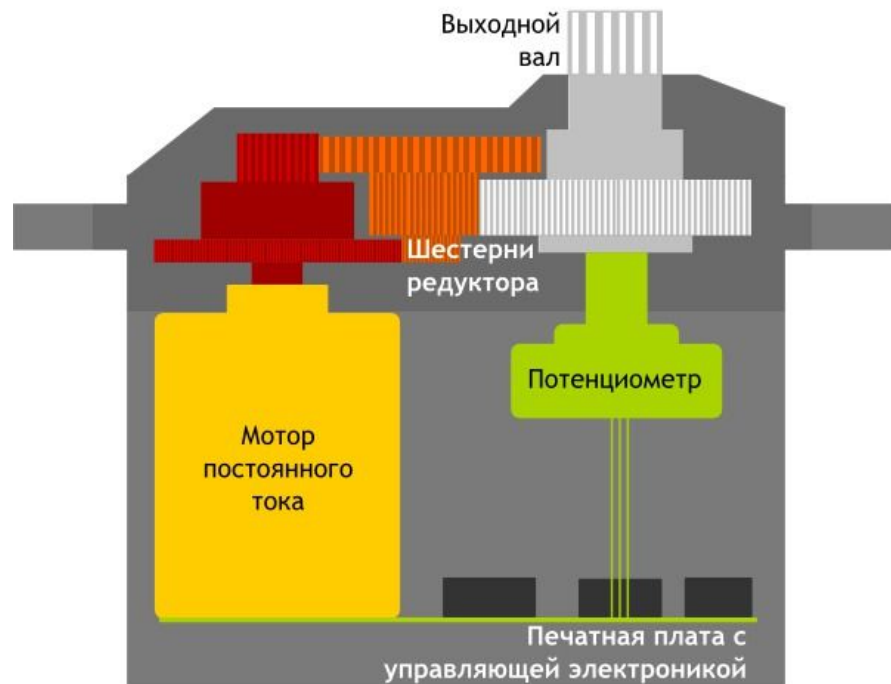 Выходной
вал
Шестерни
редуктора
Потенциометр
Мотор
постоянного
тока
Печатная плата с
управляющей электроникой